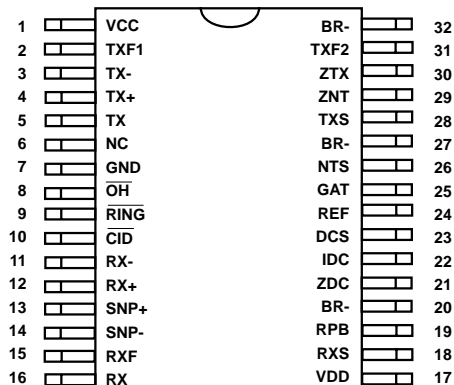 1 VCC BR- 32
2 TXF1 TXF2 31
3 TX- ZTX 30
4 TX+ ZNT 29
5 TX TXS 28
6 NC BR- 27
7 GND NTS 26
8 OH GAT 25
9 RING REF 24
10 CID DCS 23
11 RX- IDC 22
12 RX+ ZDC 21
13 SNP+ BR- 20
14 SNP- RPB 19
15 RXF RXS 18
16 RX VDD 17